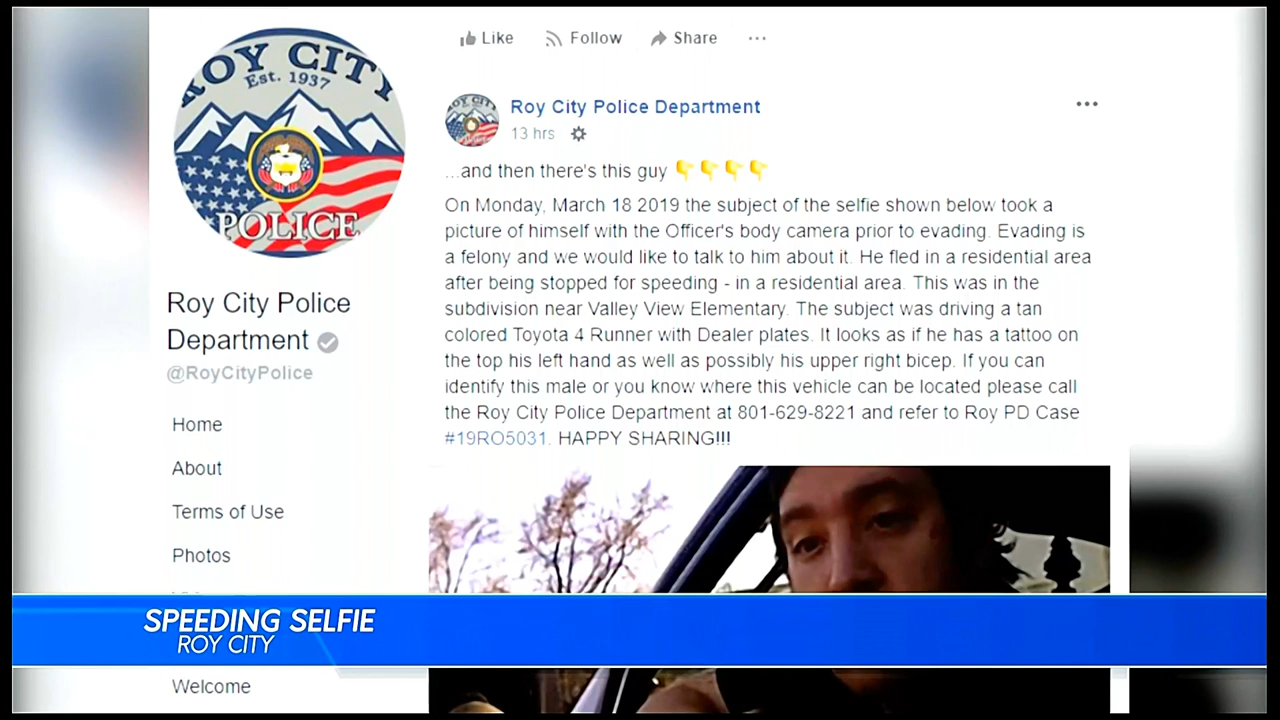 ROY CITY
Est. 1937
POLICE
Roy City Police
Department
@RoyCityPolice
Home
About
Terms of Use
Photos
Welcome
Like Follow Share ...
Roy City Police Department
13 hrs
...and then there's this guy 👇👇👇👇
On Monday, March 18 2019 the subject of the selfie shown below took a
picture of himself with the Officer's body camera prior to evading. Evading is
a felony and we would like to talk to him about it. He fled in a residential area
after being stopped for speeding - in a residential area. This was in the
subdivision near Valley View Elementary. The subject was driving a tan
colored Toyota 4 Runner with Dealer plates. It looks as if he has a tattoo on
the top his left hand as well as possibly his upper right bicep. If you can
identify this male or you know where this vehicle can be located please call
the Roy City Police Department at 801-629-8221 and refer to Roy PD Case
#19RO5031. HAPPY SHARING!!!
SPEEDING SELFIE
ROY CITY